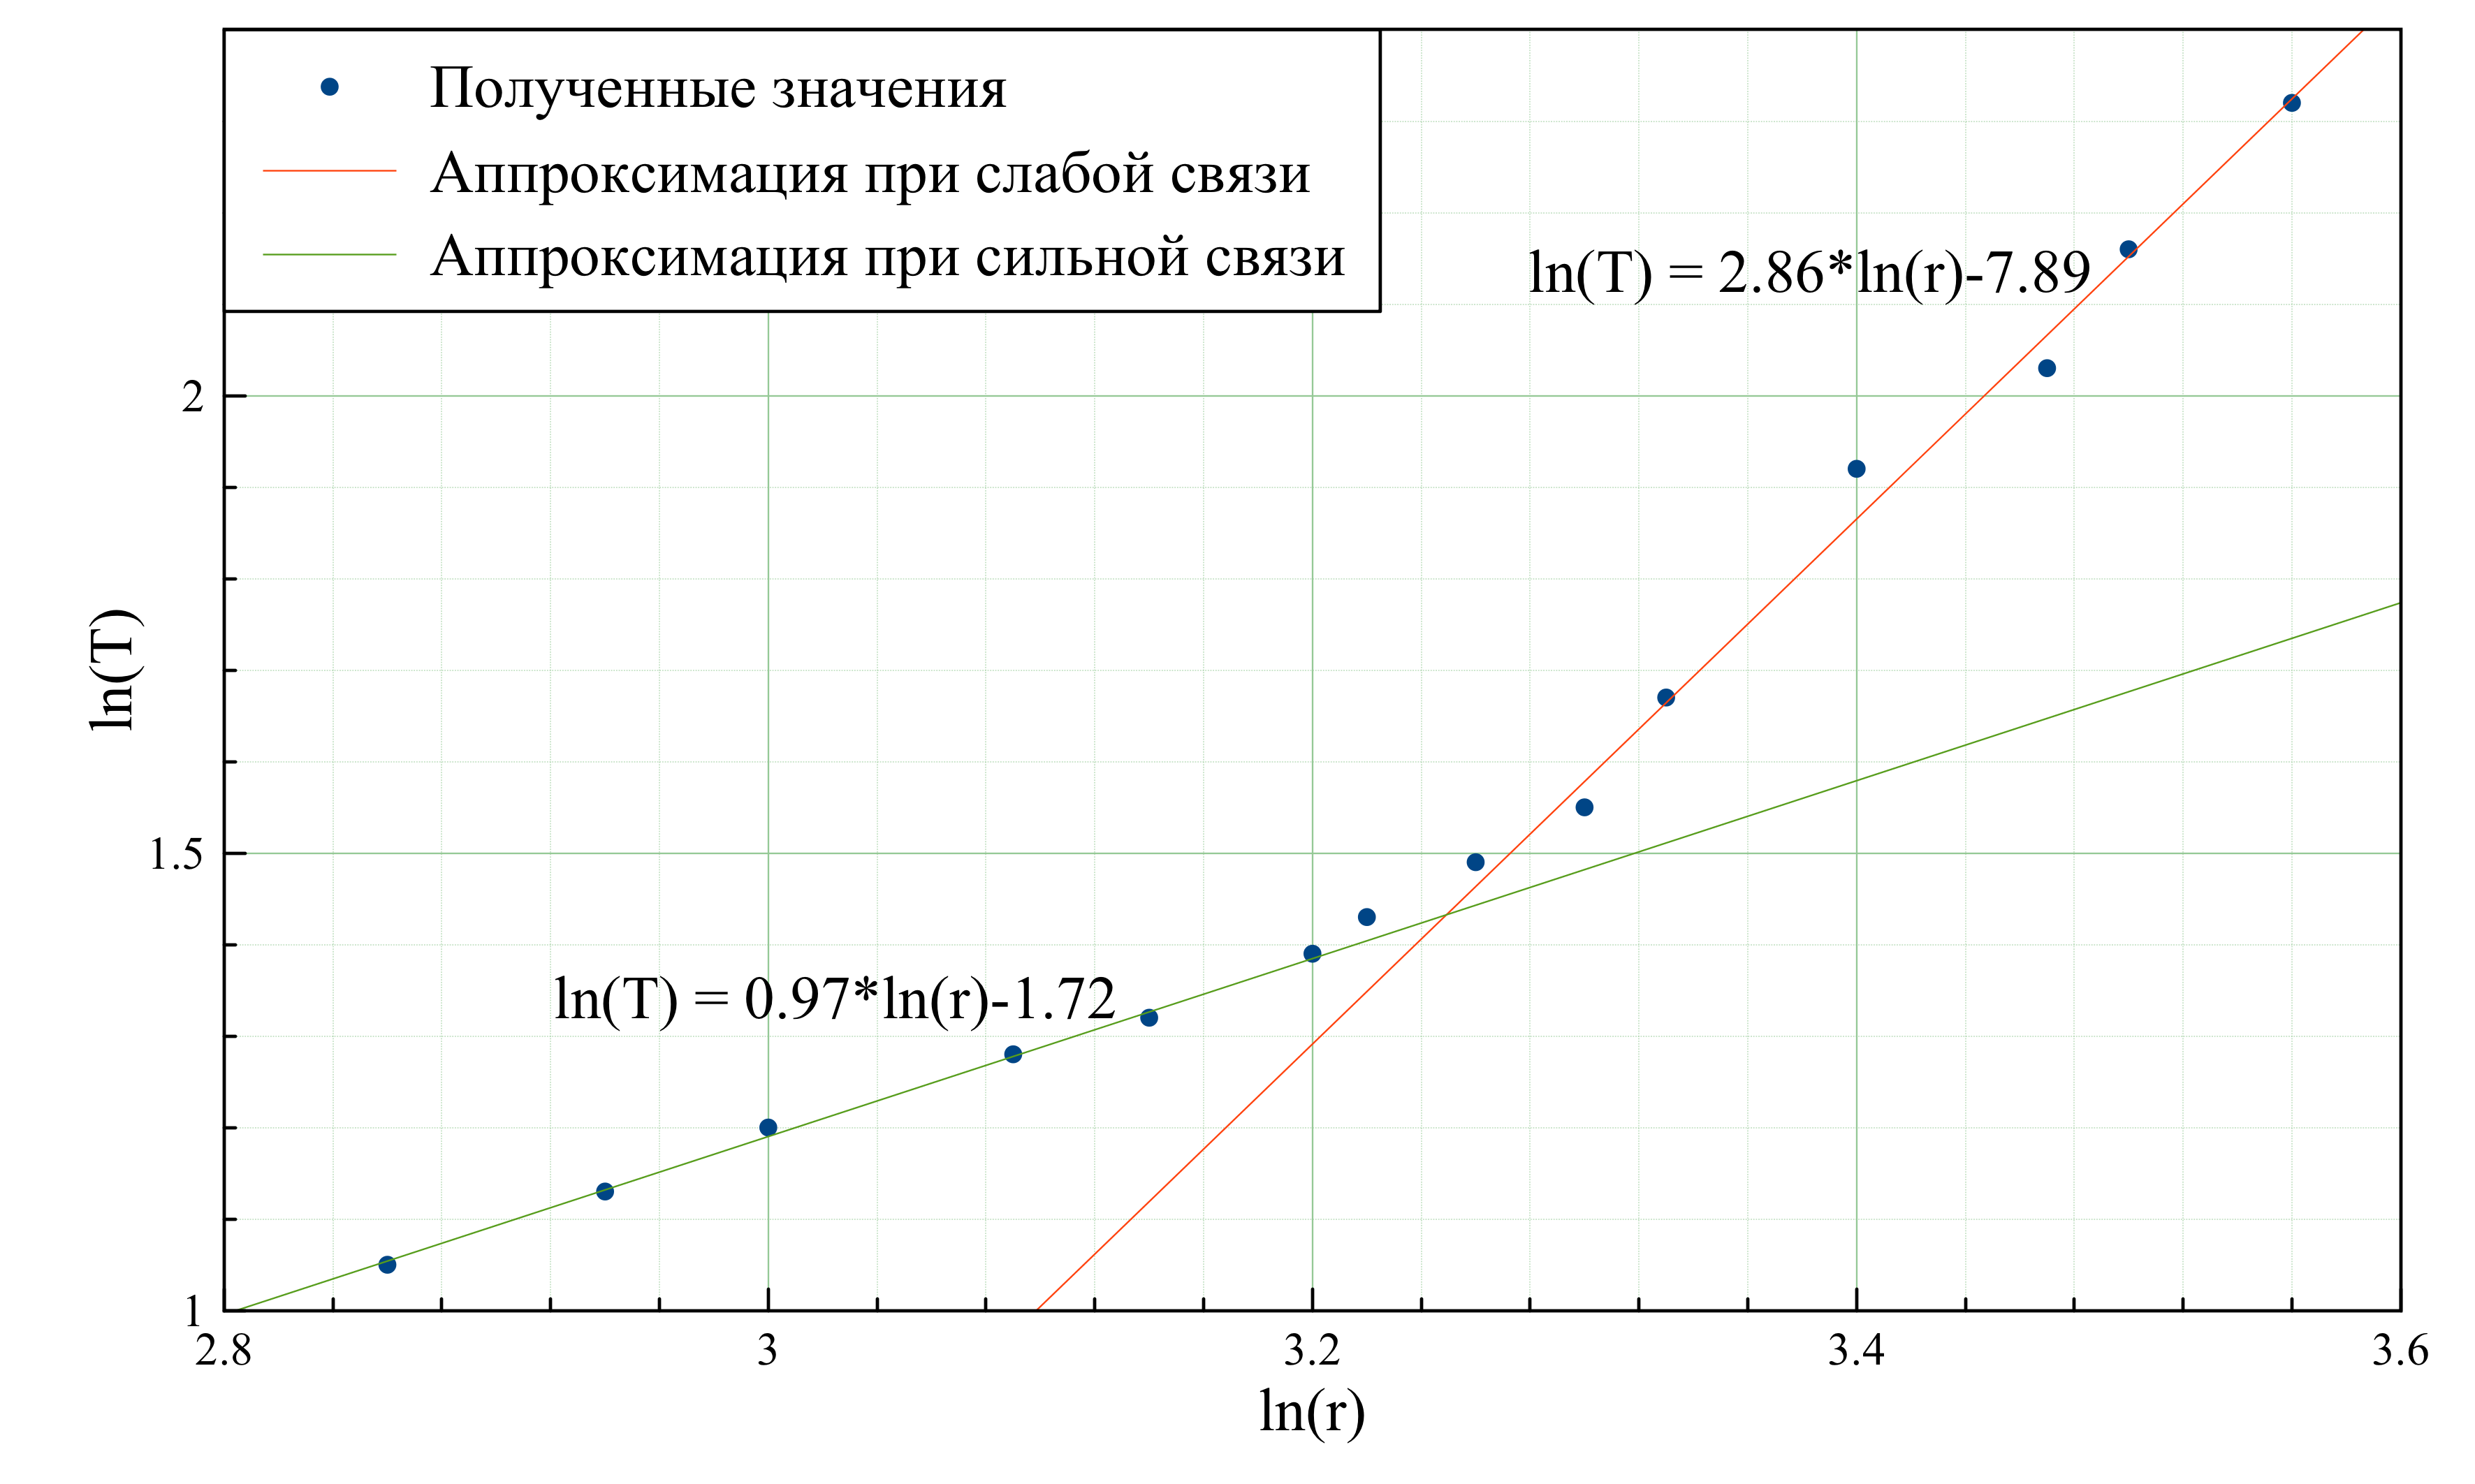 Полученные значения
Аппроксимация при слабой связи
Аппроксимация при сильной связи
ln(T) = 2.86*ln(r)-7.89
2
ln(T)
1.5
ln(T) = 0.97*ln(r)-1.72
1
2.8 3 3.2 3.4 3.6
ln(r)